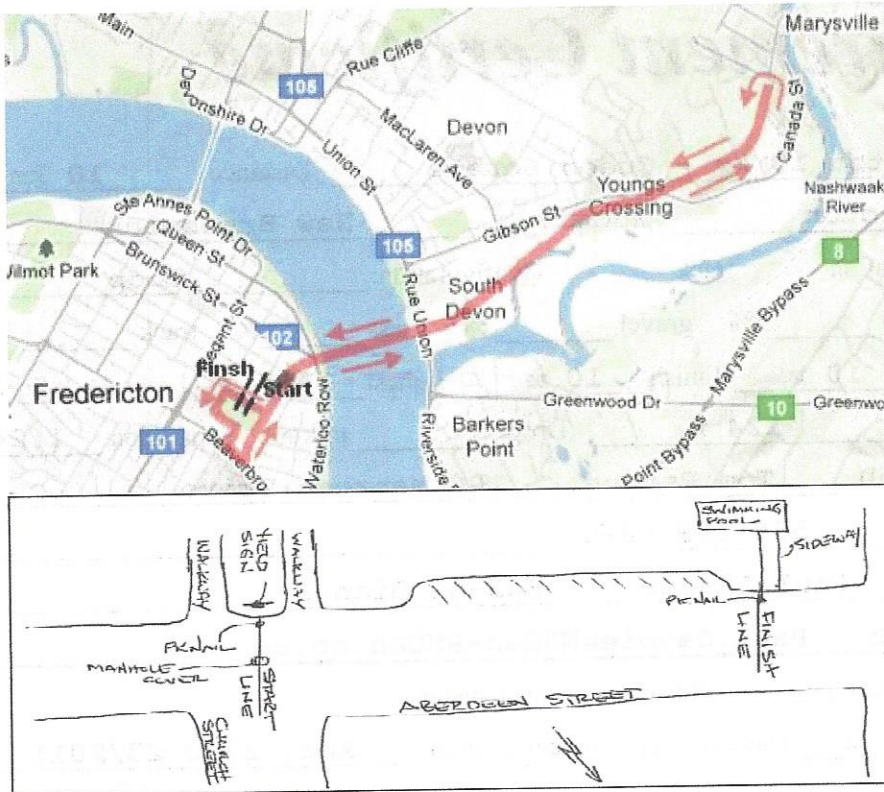 Marysville
Main
Rue Cliffe
105
Devonshire Dr
MacLaren Ave
Devon
Canada St
Union St
Youngs
Crossing
Nashwaak
River
Ste Annes Point Dr
Gibson St
Queen St
105
8
Wilmot Park
Brunswick St
South
Devon
Rue Union
Marysville Bypass
Regent St
102
Finsh
Start
Fredericton
Waterloo Row
Greenwood Dr
10
Greenwo
101
Beaverbro
Barkers
Point
Riverside
Point Bypass
SWIMMING
POOL
WALKWAY
YIELD
SIGN
WALKWAY
SIDEWAY
PK NAIL
PK NAIL
MANHOLE
COVER
START
LINE
FINISH
LINE
ABERDEEN STREET
CHURCH
STREET